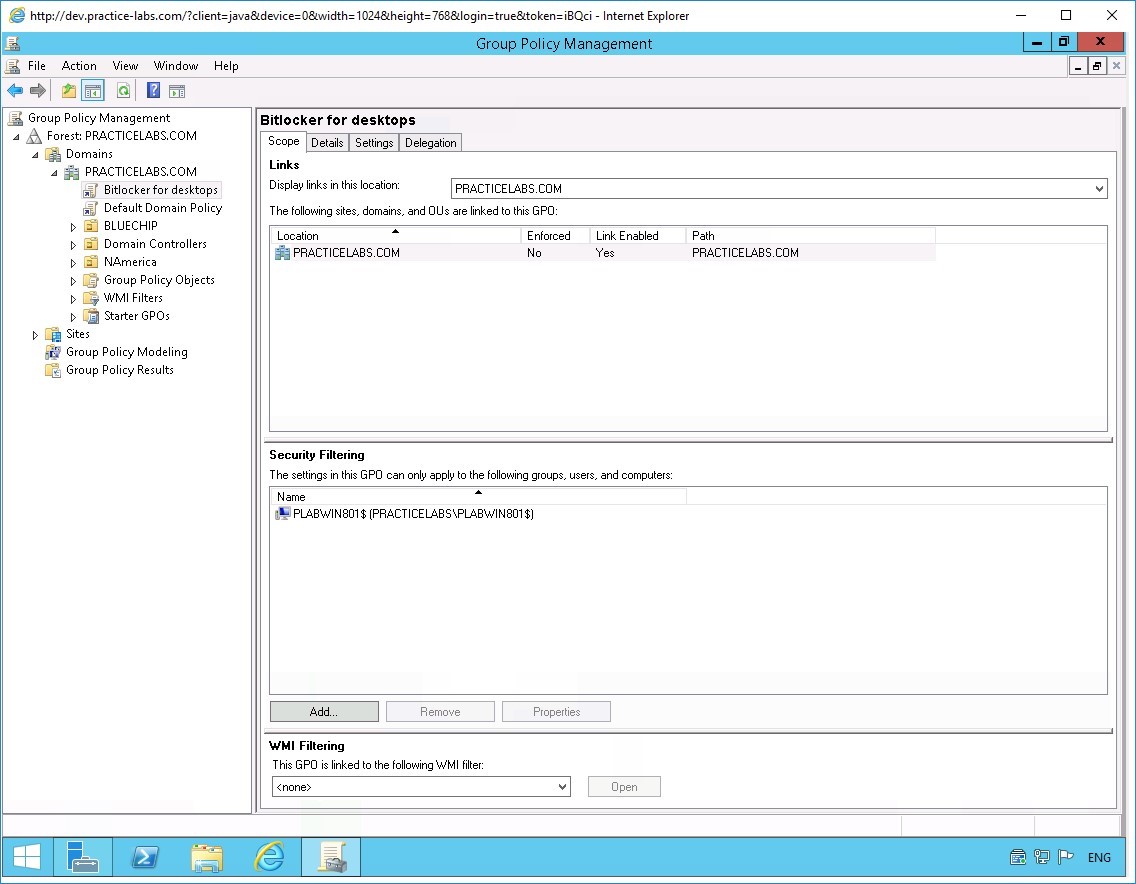 http://dev.practice-labs.com/?client=java&device=0&width=1024&height=768&login=true&token=iBQci - Internet Explorer
Group Policy Management
File Action View Window Help
Group Policy Management
Forest: PRACTICELABS.COM
Domains
PRACTICELABS.COM
Bitlocker for desktops
Default Domain Policy
BLUECHIP
Domain Controllers
NAmerica
Group Policy Objects
WMI Filters
Starter GPOs
Sites
Group Policy Modeling
Group Policy Results
Bitlocker for desktops
Scope Details Settings Delegation
Links
Display links in this location: PRACTICELABS.COM
The following sites, domains, and OUs are linked to this GPO:
Location Enforced Link Enabled Path
PRACTICELABS.COM No Yes PRACTICELABS.COM
Security Filtering
The settings in this GPO can only apply to the following groups, users, and computers:
Name
PLABWIN801$ (PRACTICELABS\PLABWIN801$)
Add... Remove Properties
WMI Filtering
This GPO is linked to the following WMI filter:
<none> Open
ENG